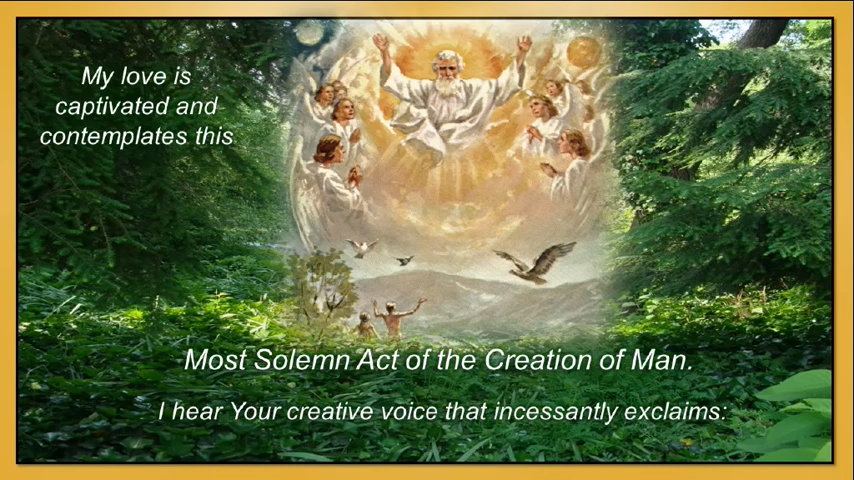 My love is
captivated and
contemplates this
Most Solemn Act of the Creation of Man.
I hear Your creative voice that incessantly exclaims: